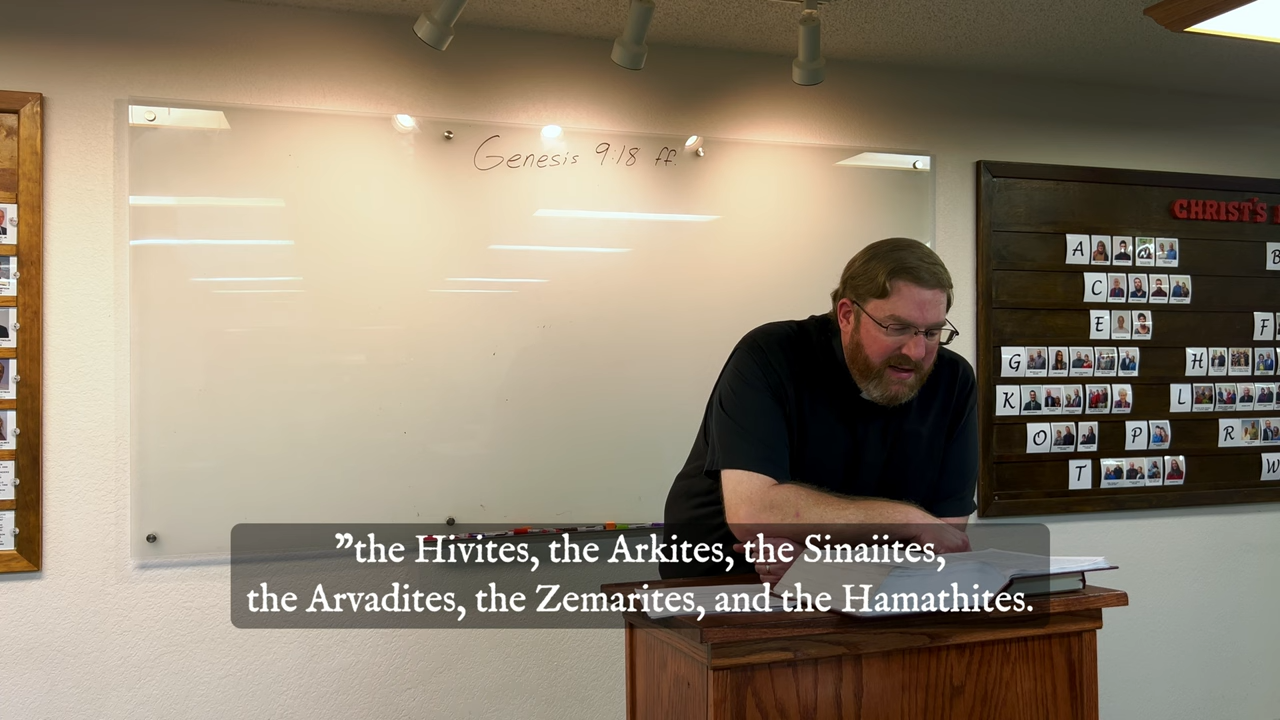 Genesis 9:18 ff.
CHRIST'S
A
B
C
E
F
G
H
K
L
O
P
R
T
W
”the Hivites, the Arkites, the Sinaiites,
the Arvadites, the Zemarites, and the Hamathites.